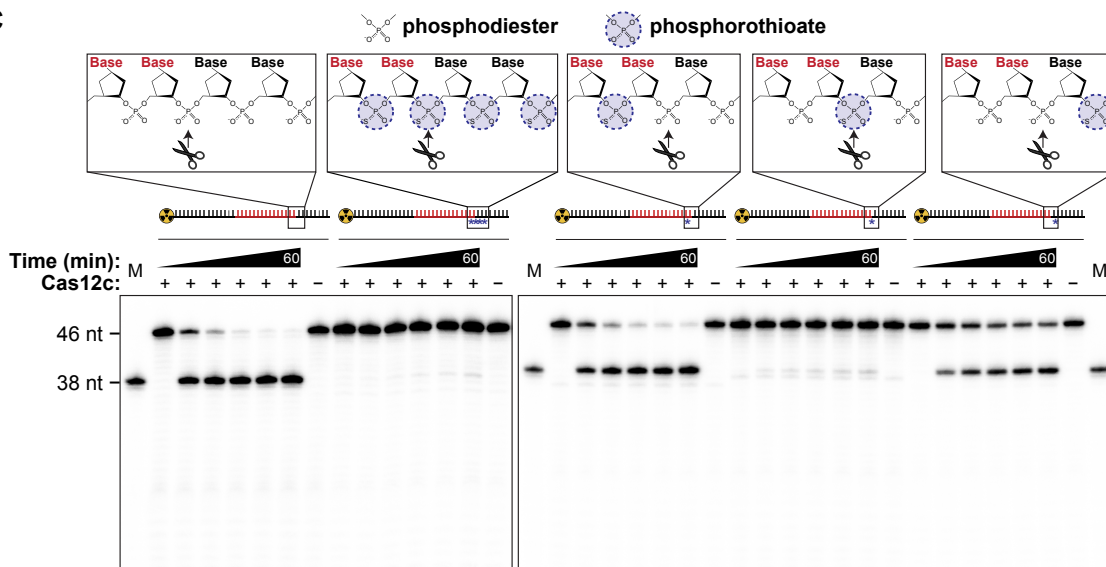 C
phosphodiester phosphorothioate
Base Base Base Base Base Base Base Base Base Base Base Base Base Base Base Base Base
* * * * * * *
Time (min): M 60 60 M 60 60 60 M
Cas12c: + + + + + + − + + + + + + − + + + + + + − + + + + + + − + + + + + + −
46 nt
38 nt